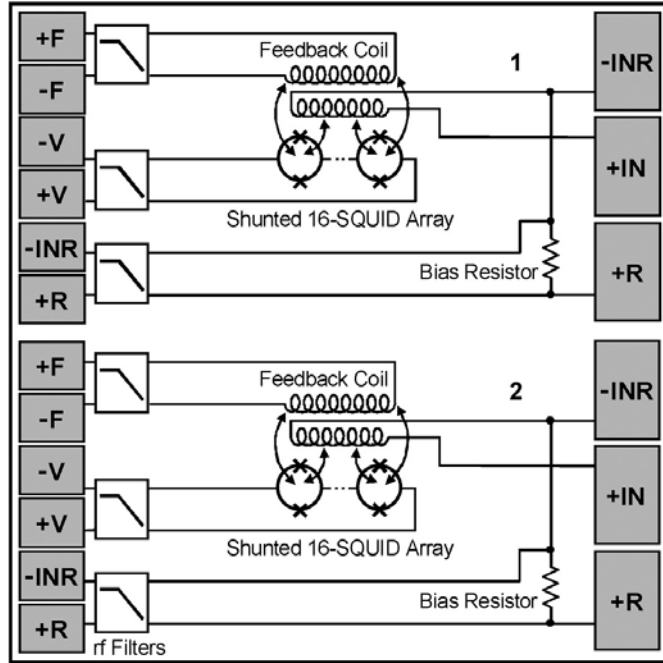 +F
Feedback Coil
1
-INR
-F
-V
+IN
+V
Shunted 16-SQUID Array
-INR
Bias Resistor
+R
+R
+F
Feedback Coil
2
-INR
-F
-V
+IN
+V
Shunted 16-SQUID Array
-INR
Bias Resistor
+R
+R
rf Filters